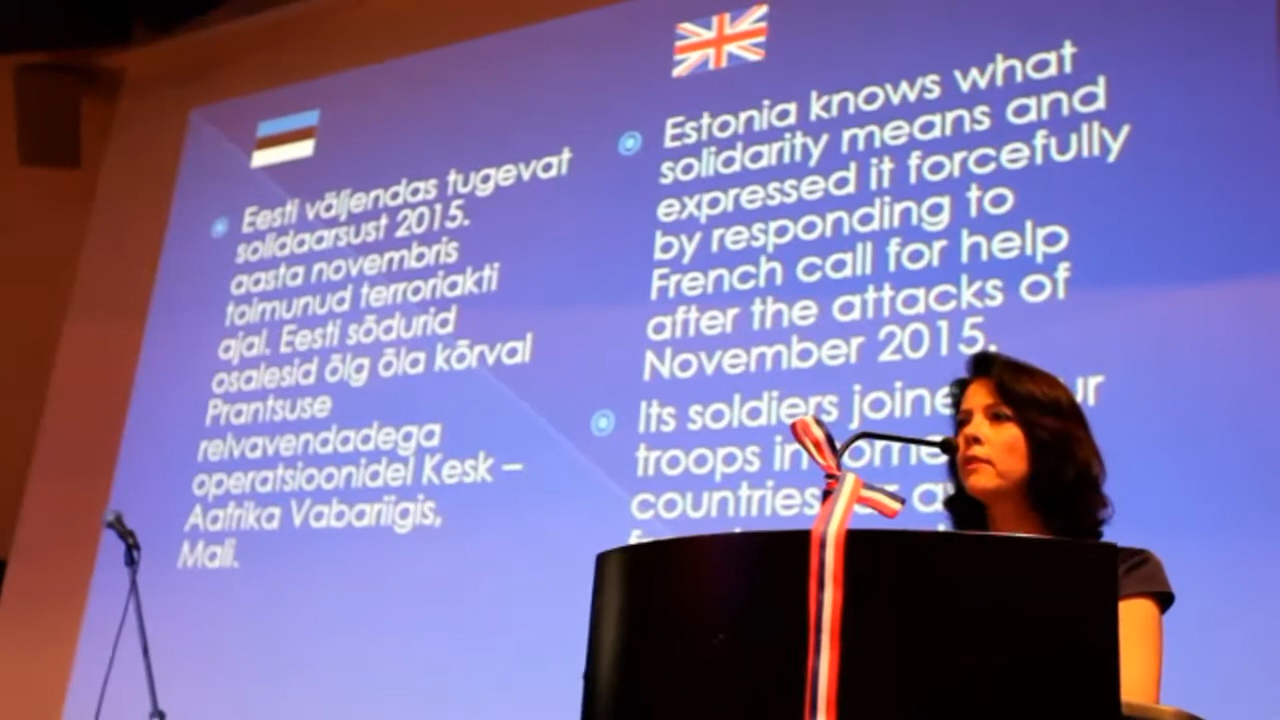 Eesti väljendas tugevat
solidaarsust 2015.
aasta novembris
toimunud terroriakti
ajal. Eesti sõdurid
osalesid õlg õla kõrval
Prantsuse
relvavendadega
operatsioonidel Kesk –
Aafrika Vabariigis,
Mali.
Estonia knows what
solidarity means and
expressed it forcefully
by responding to
French call for help
after the attacks of
November 2015.
Its soldiers
troops in
countries